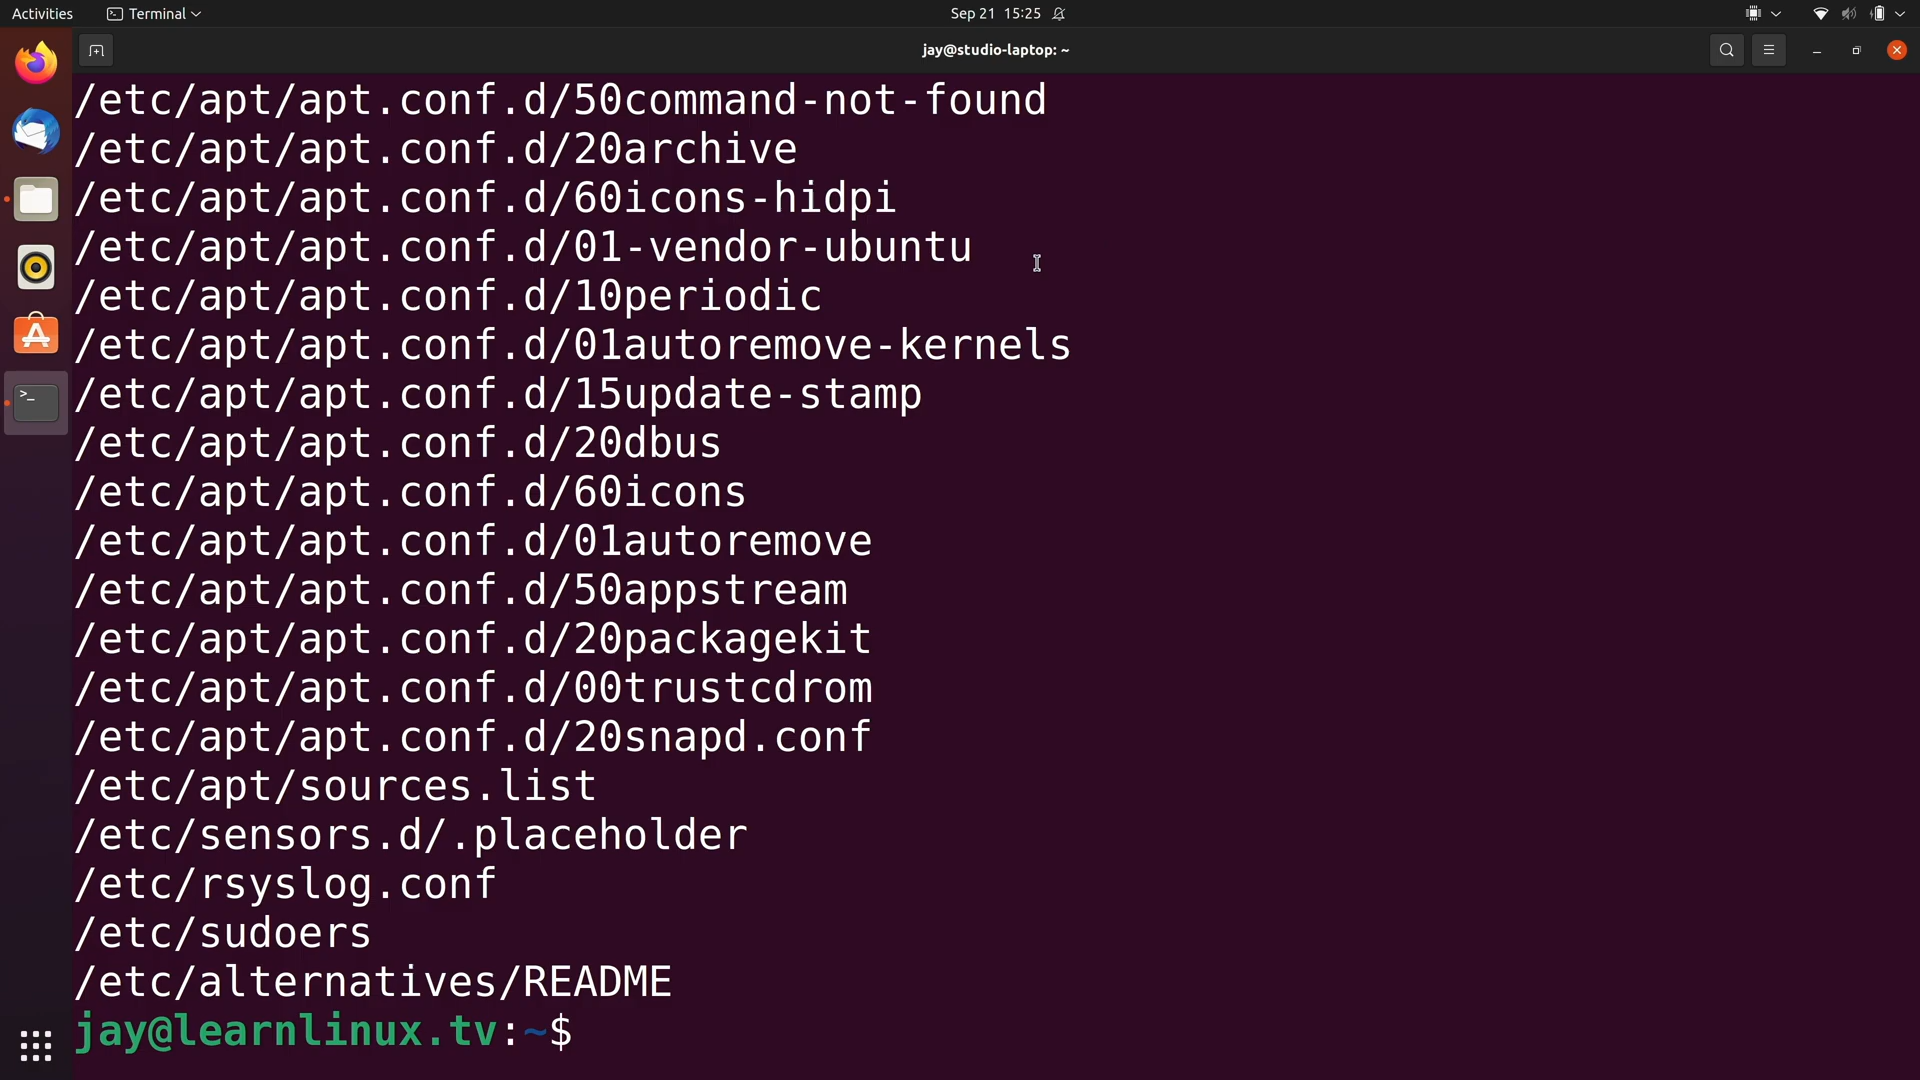 Activities
Terminal
Sep 21 15:25
jay@studio-laptop: ~
/etc/apt/apt.conf.d/50command-not-found
/etc/apt/apt.conf.d/20archive
/etc/apt/apt.conf.d/60icons-hidpi
/etc/apt/apt.conf.d/01-vendor-ubuntu
/etc/apt/apt.conf.d/10periodic
/etc/apt/apt.conf.d/01autoremove-kernels
/etc/apt/apt.conf.d/15update-stamp
/etc/apt/apt.conf.d/20dbus
/etc/apt/apt.conf.d/60icons
/etc/apt/apt.conf.d/01autoremove
/etc/apt/apt.conf.d/50appstream
/etc/apt/apt.conf.d/20packagekit
/etc/apt/apt.conf.d/00trustcdrom
/etc/apt/apt.conf.d/20snapd.conf
/etc/apt/sources.list
/etc/sensors.d/.placeholder
/etc/rsyslog.conf
/etc/sudoers
/etc/alternatives/README
jay@learnlinux.tv:~$